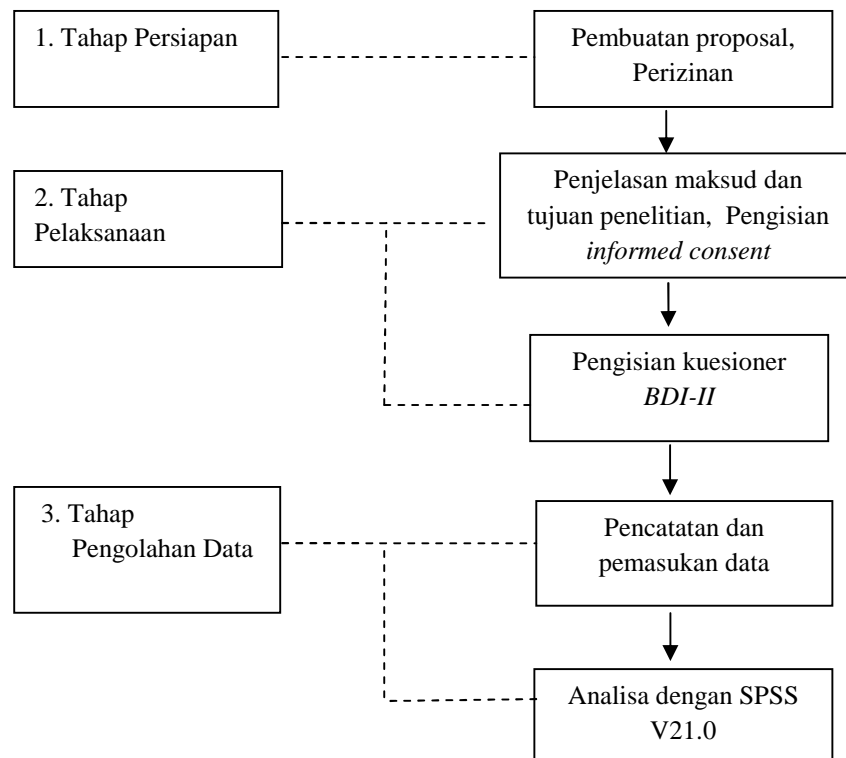 1. Tahap Persiapan
Pembuatan proposal,
Perizinan
2. Tahap
Pelaksanaan
Penjelasan maksud dan
tujuan penelitian, Pengisian
informed consent
Pengisian kuesioner
BDI-II
3. Tahap
Pengolahan Data
Pencatatan dan
pemasukan data
Analisa dengan SPSS
V21.0